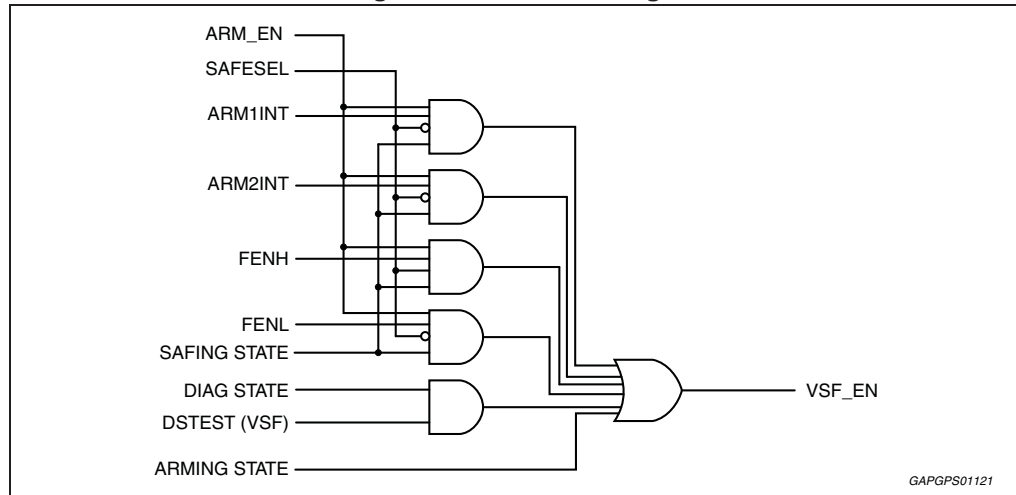 ARM_EN
SAFESEL
ARM1INT
ARM2INT
FENH
FENL
SAFING STATE
DIAG STATE
DSTEST (VSF)
ARMING STATE
VSF_EN
GAPGPS01121